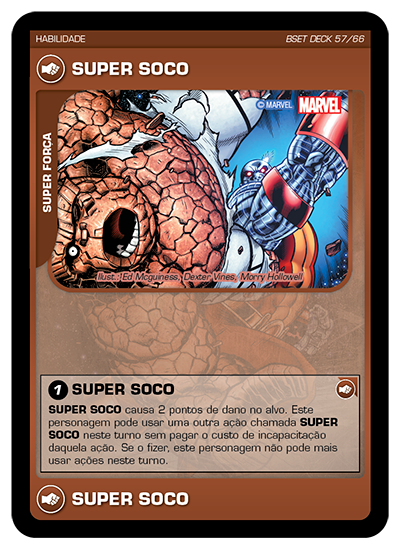 HABILIDADE
BSET DECK 57/66
SUPER SOCO
© MARVEL
MARVEL
SUPER FORÇA
Ilust.: Ed Mcguiness, Dexter Vines, Morry Hollowell
1 SUPER SOCO
SUPER SOCO causa 2 pontos de dano no alvo. Este
personagem pode usar uma outra ação chamada SUPER
SOCO neste turno sem pagar o custo de incapacitação
daquela ação. Se o fizer, este personagem não pode mais
usar ações neste turno.
SUPER SOCO